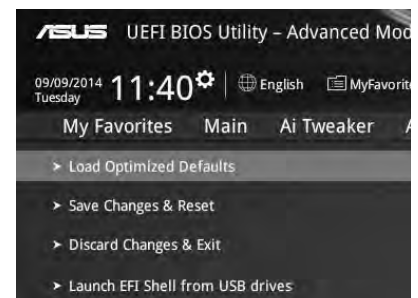 ASUS UEFI BIOS Utility – Advanced Mod
09/09/2014
Tuesday
11:40 English MyFavorite
My Favorites Main Ai Tweaker A
> Load Optimized Defaults
> Save Changes & Reset
> Discard Changes & Exit
> Launch EFI Shell from USB drives